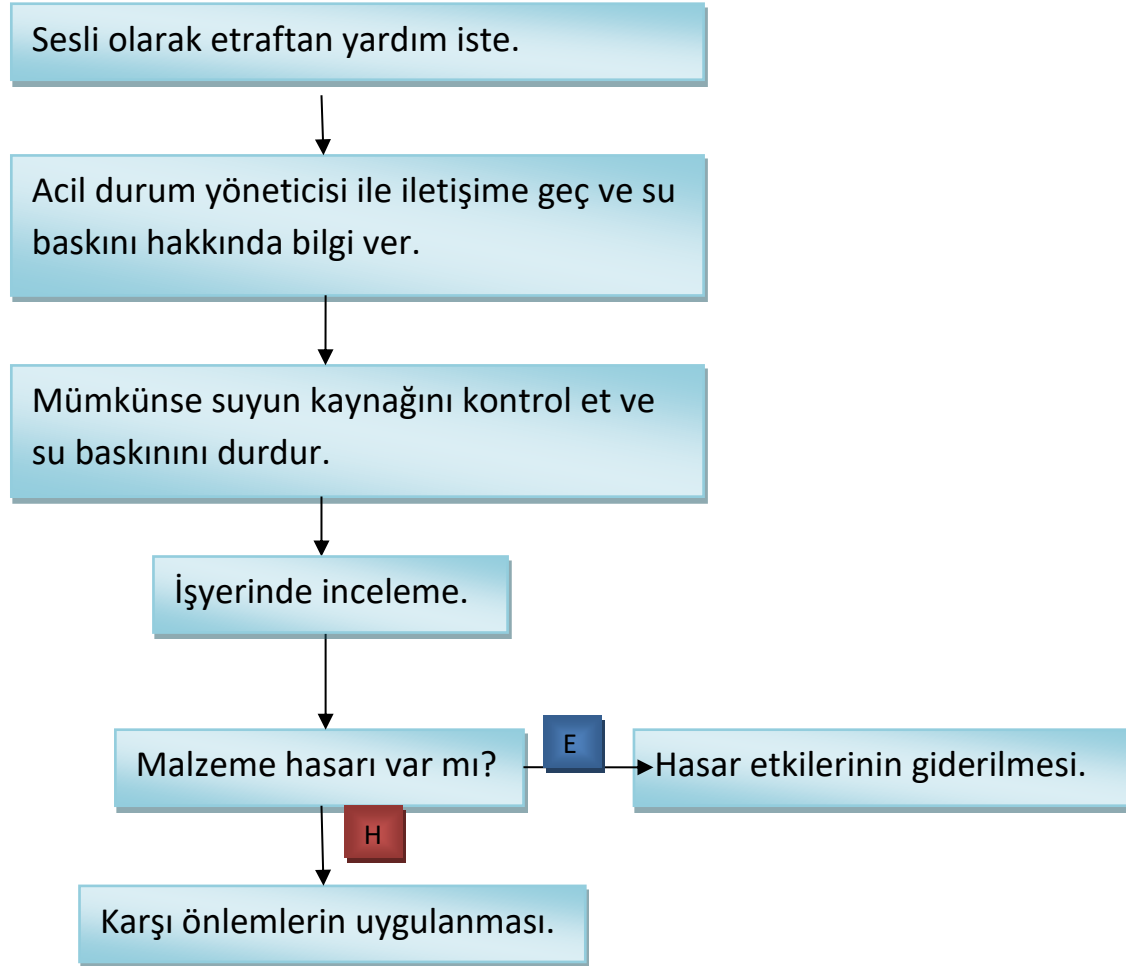 Sesli olarak etraftan yardım iste.
Acil durum yöneticisi ile iletişime geç ve su
baskını hakkında bilgi ver.
Mümkünse suyun kaynağını kontrol et ve
su baskınını durdur.
İşyerinde inceleme.
Malzeme hasarı var mı?
E
Hasar etkilerinin giderilmesi.
H
Karşı önlemlerin uygulanması.